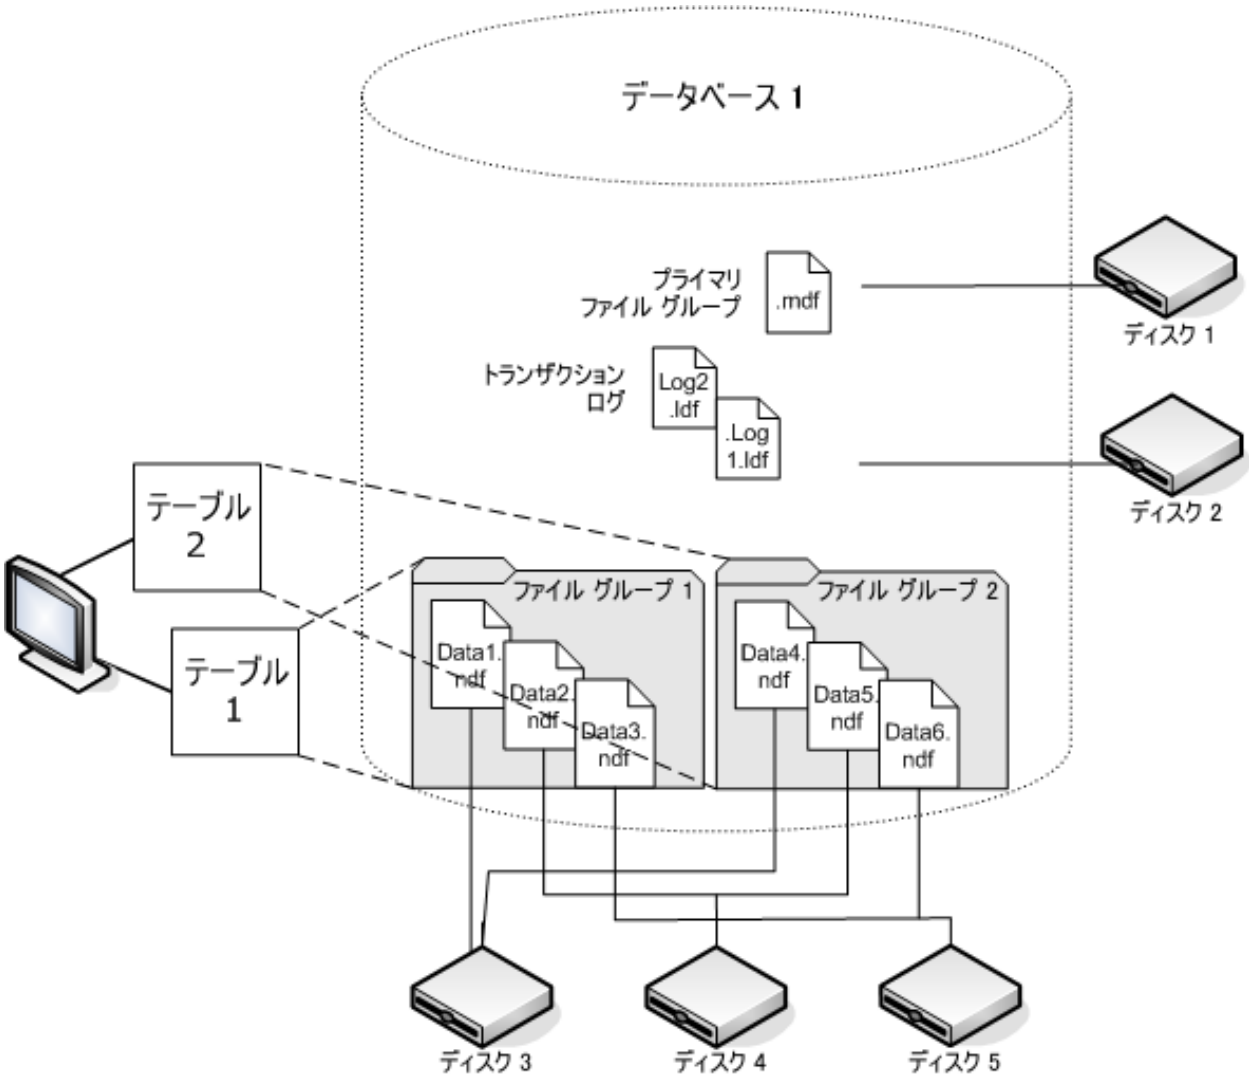 データベース 1
プライマリ
ファイル グループ
.mdf
ディスク 1
トランザクション
ログ
Log2
.ldf
.Log
1.ldf
ディスク 2
テーブル
2
テーブル
1
ファイル グループ 1
Data1.
ndf
Data2.
ndf
Data3.
ndf
ファイル グループ 2
Data4.
ndf
Data5.
ndf
Data6.
ndf
ディスク 3
ディスク 4
ディスク 5